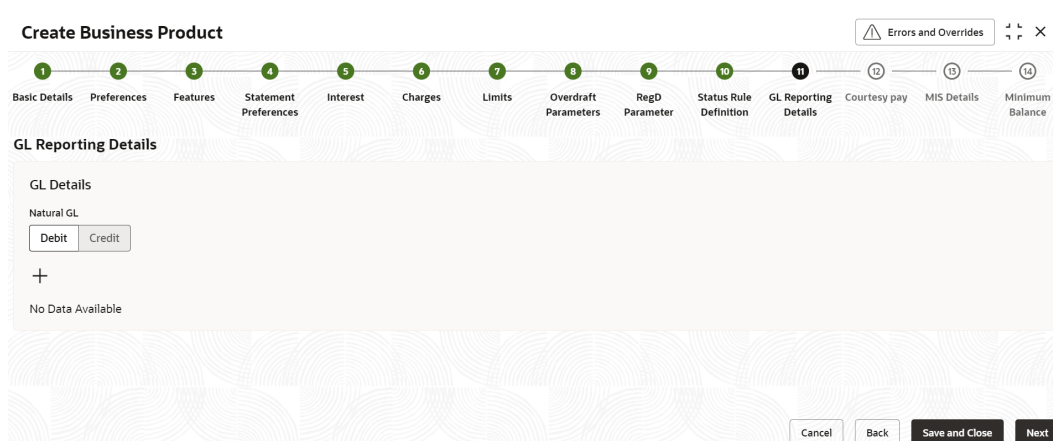 Create Business Product
Errors and Overrides
1 2 3 4 5 6 7 8 9 10 11 12 13 14
Basic Details Preferences Features Statement Preferences Interest Charges Limits Overdraft Parameters RegD Parameter Status Rule Definition GL Reporting Details Courtesy pay MIS Details Minimum Balance
GL Reporting Details
GL Details
Natural GL
Debit Credit
No Data Available
Cancel Back Save and Close Next